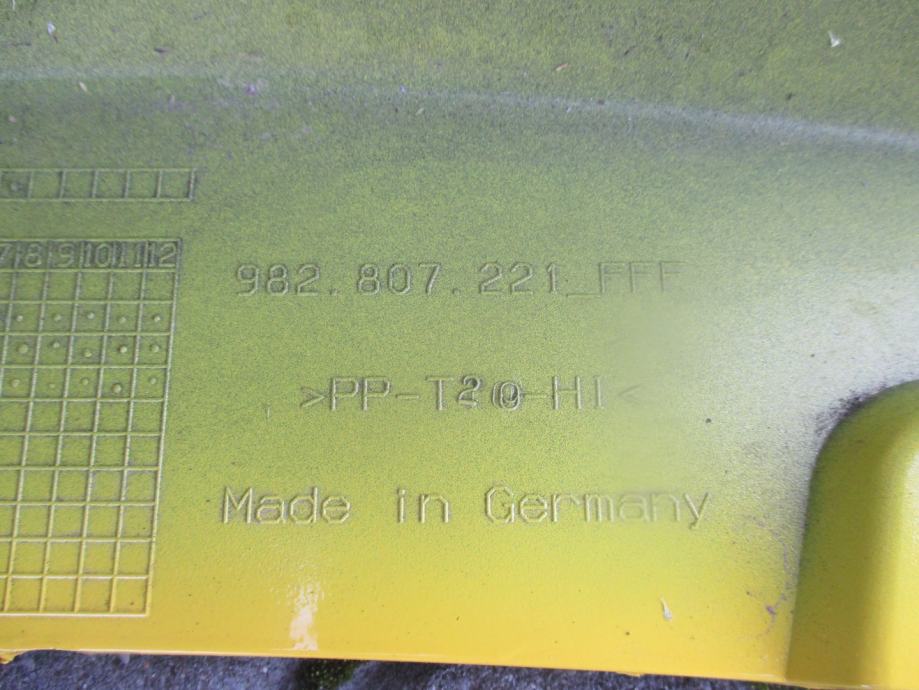 7 8 9 10 11 12
982.807.221_FFF
>PP-T20-HI<
Made in Germany